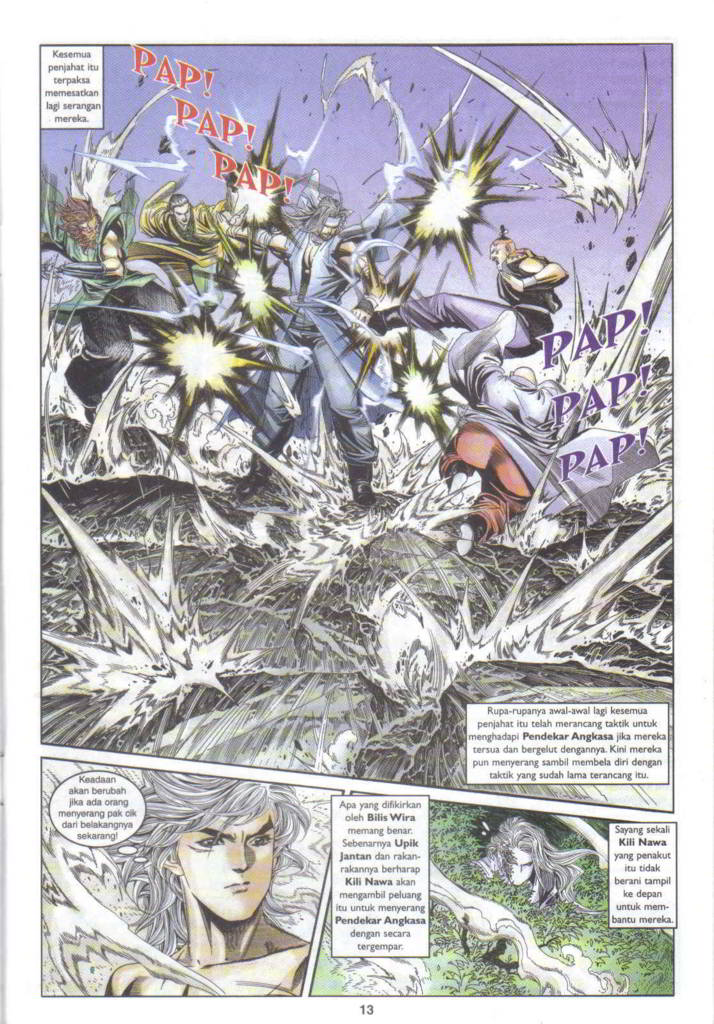 Kesemua
penjahat itu
terpaksa
memesatkan
lagi serangan
mereka.
PAP!
PAP!
PAP!
PAP!
PAP!
PAP!
Rupa-rupanya awal-awal lagi kesemua
penjahat itu telah merancang taktik untuk
menghadapi Pendekar Angkasa jika mereka
tersua dan bergelut dengannya. Kini mereka
pun menyerang sambil membela diri dengan
taktik yang sudah lama terancang itu.
Keadaan
akan berubah
jika ada orang
menyerang pak cik
dari belakangnya
sekarang!
Apa yang difikirkan
oleh Bilis Wira
memang benar.
Sebenarnya Upik
Jantan dan rakan-
rakannya berharap
Kili Nawa akan
mengambil peluang
itu untuk menyerang
Pendekar Angkasa
dengan secara
tergempar.
Sayang sekali
Kili Nawa
yang penakut
itu tidak
berani tampil
ke depan
untuk mem-
bantu mereka.
13